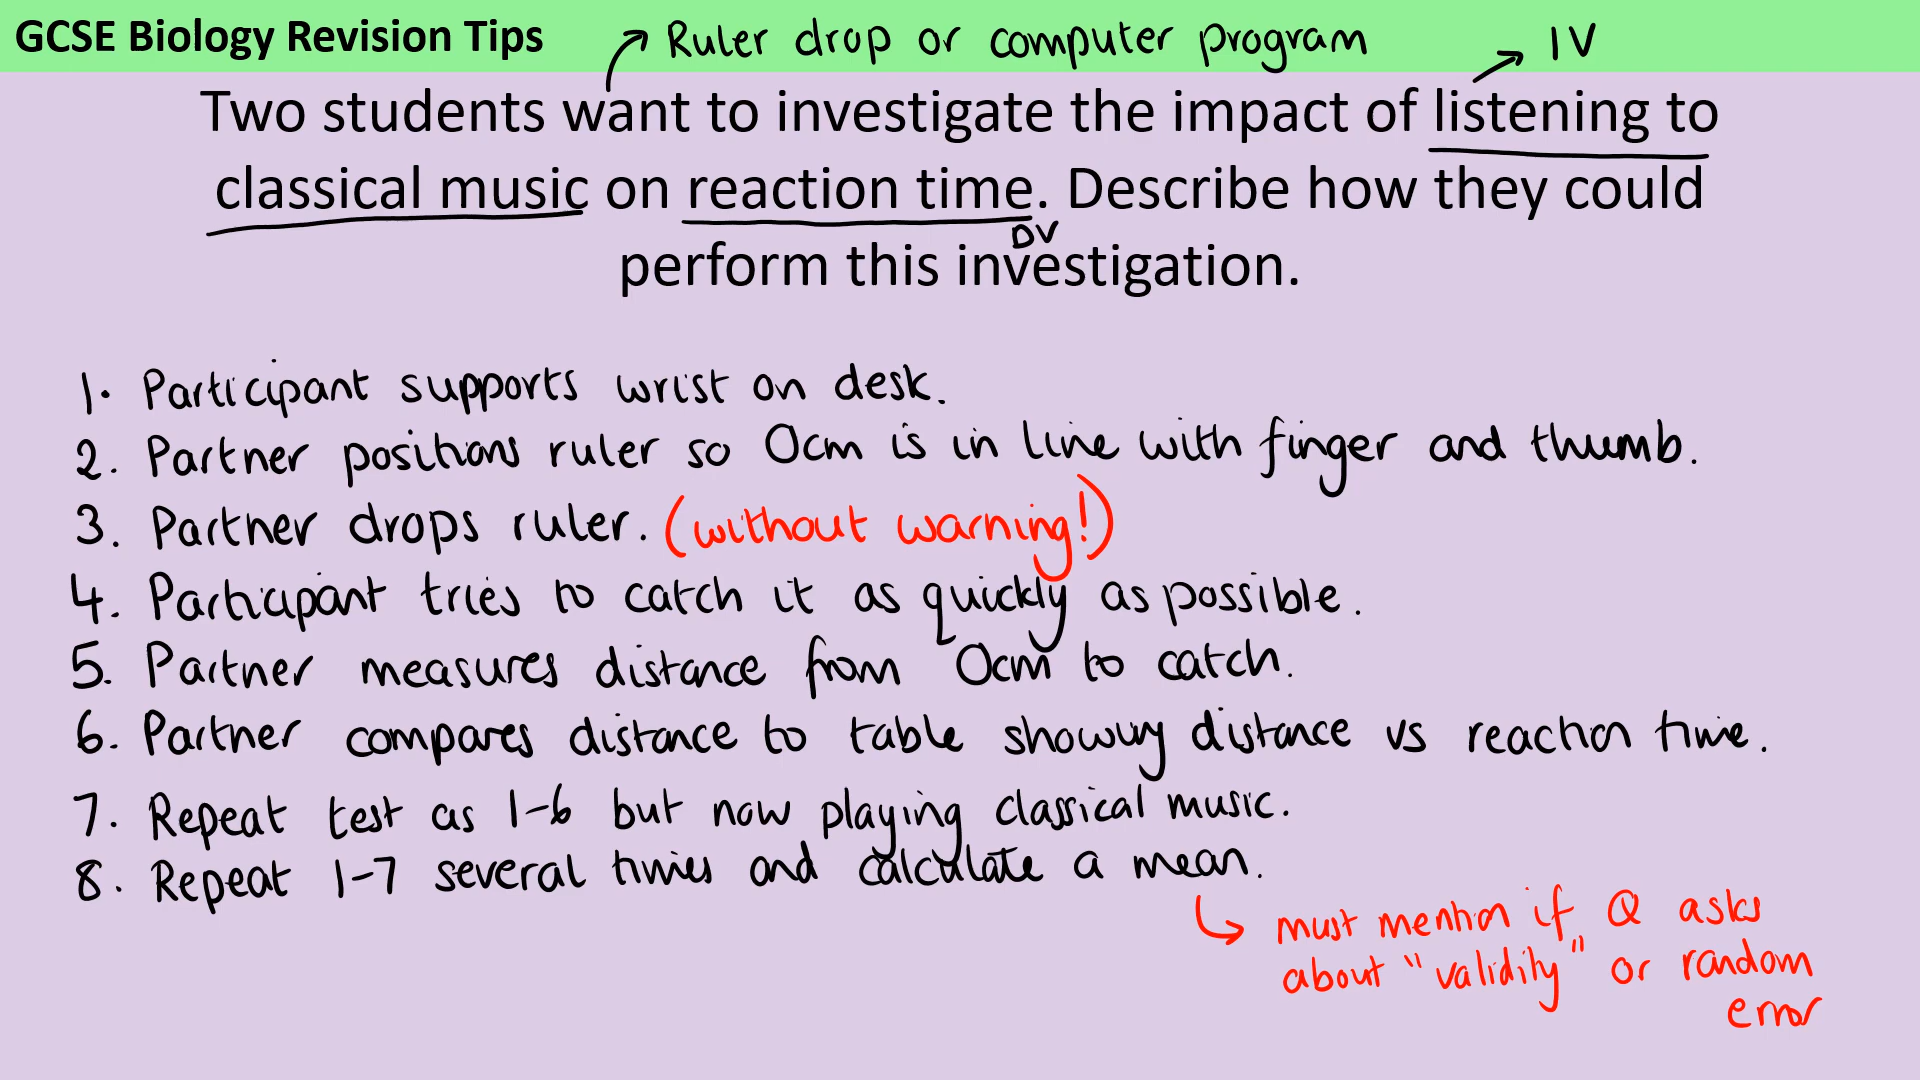 GCSE Biology Revision Tips
Ruler drop or computer program
IV
Two students want to investigate the impact of listening to
classical music on reaction time. Describe how they could
DV
perform this investigation.
1. Participant supports wrist on desk.
2. Partner positions ruler so 0cm is in line with finger and thumb.
3. Partner drops ruler. (without warning!)
4. Participant tries to catch it as quickly as possible.
5. Partner measures distance from 0cm to catch.
6. Partner compares distance to table showing distance vs reaction time.
7. Repeat test as 1-6 but now playing classical music.
8. Repeat 1-7 several times and calculate a mean.
must mention if Q asks
about "validity" or random
error